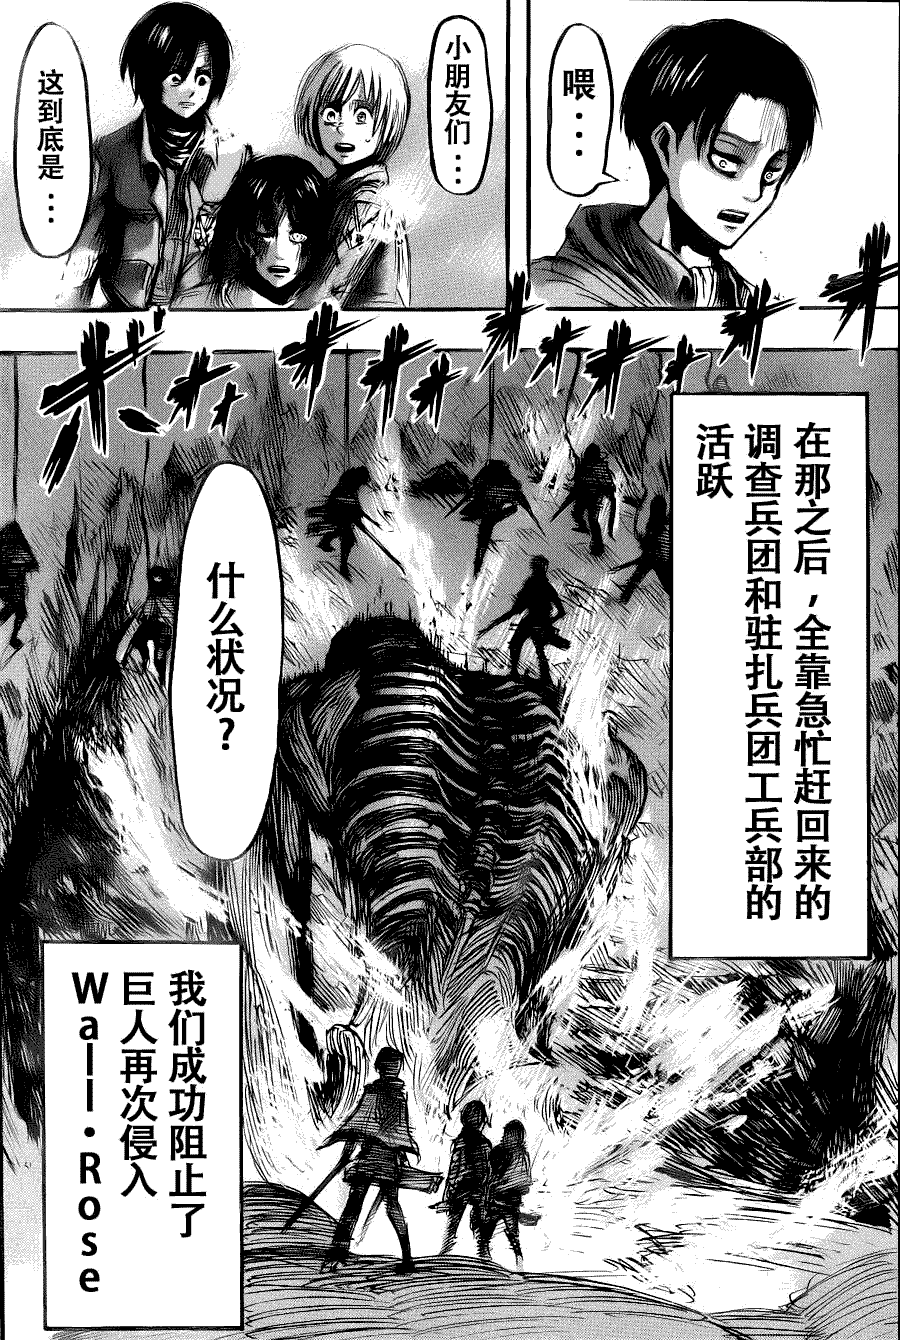 喂...
小朋友们...
这到底是...
在那之后，全靠急忙赶回来的
调查兵团和驻扎兵团工兵部的
活跃
什么状况？
我们成功阻止了
巨人再次侵入
Wall·Rose